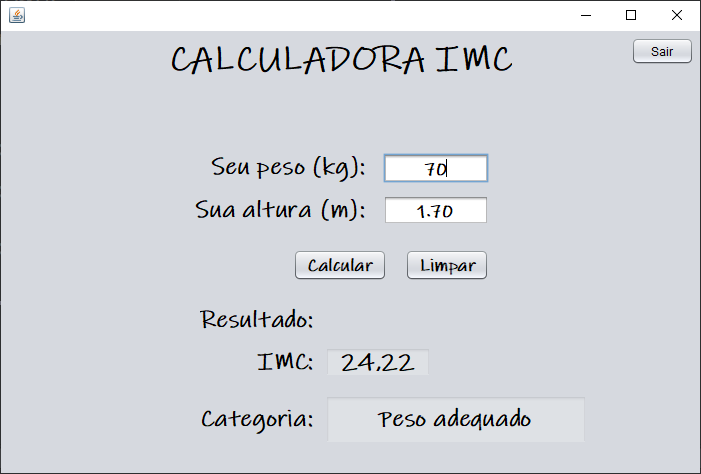 CALCULADORA IMC
Sair
Seu peso (kg): 70
Sua altura (m): 1.70
Calcular Limpar
Resultado:
IMC: 24,22
Categoria: Peso adequado